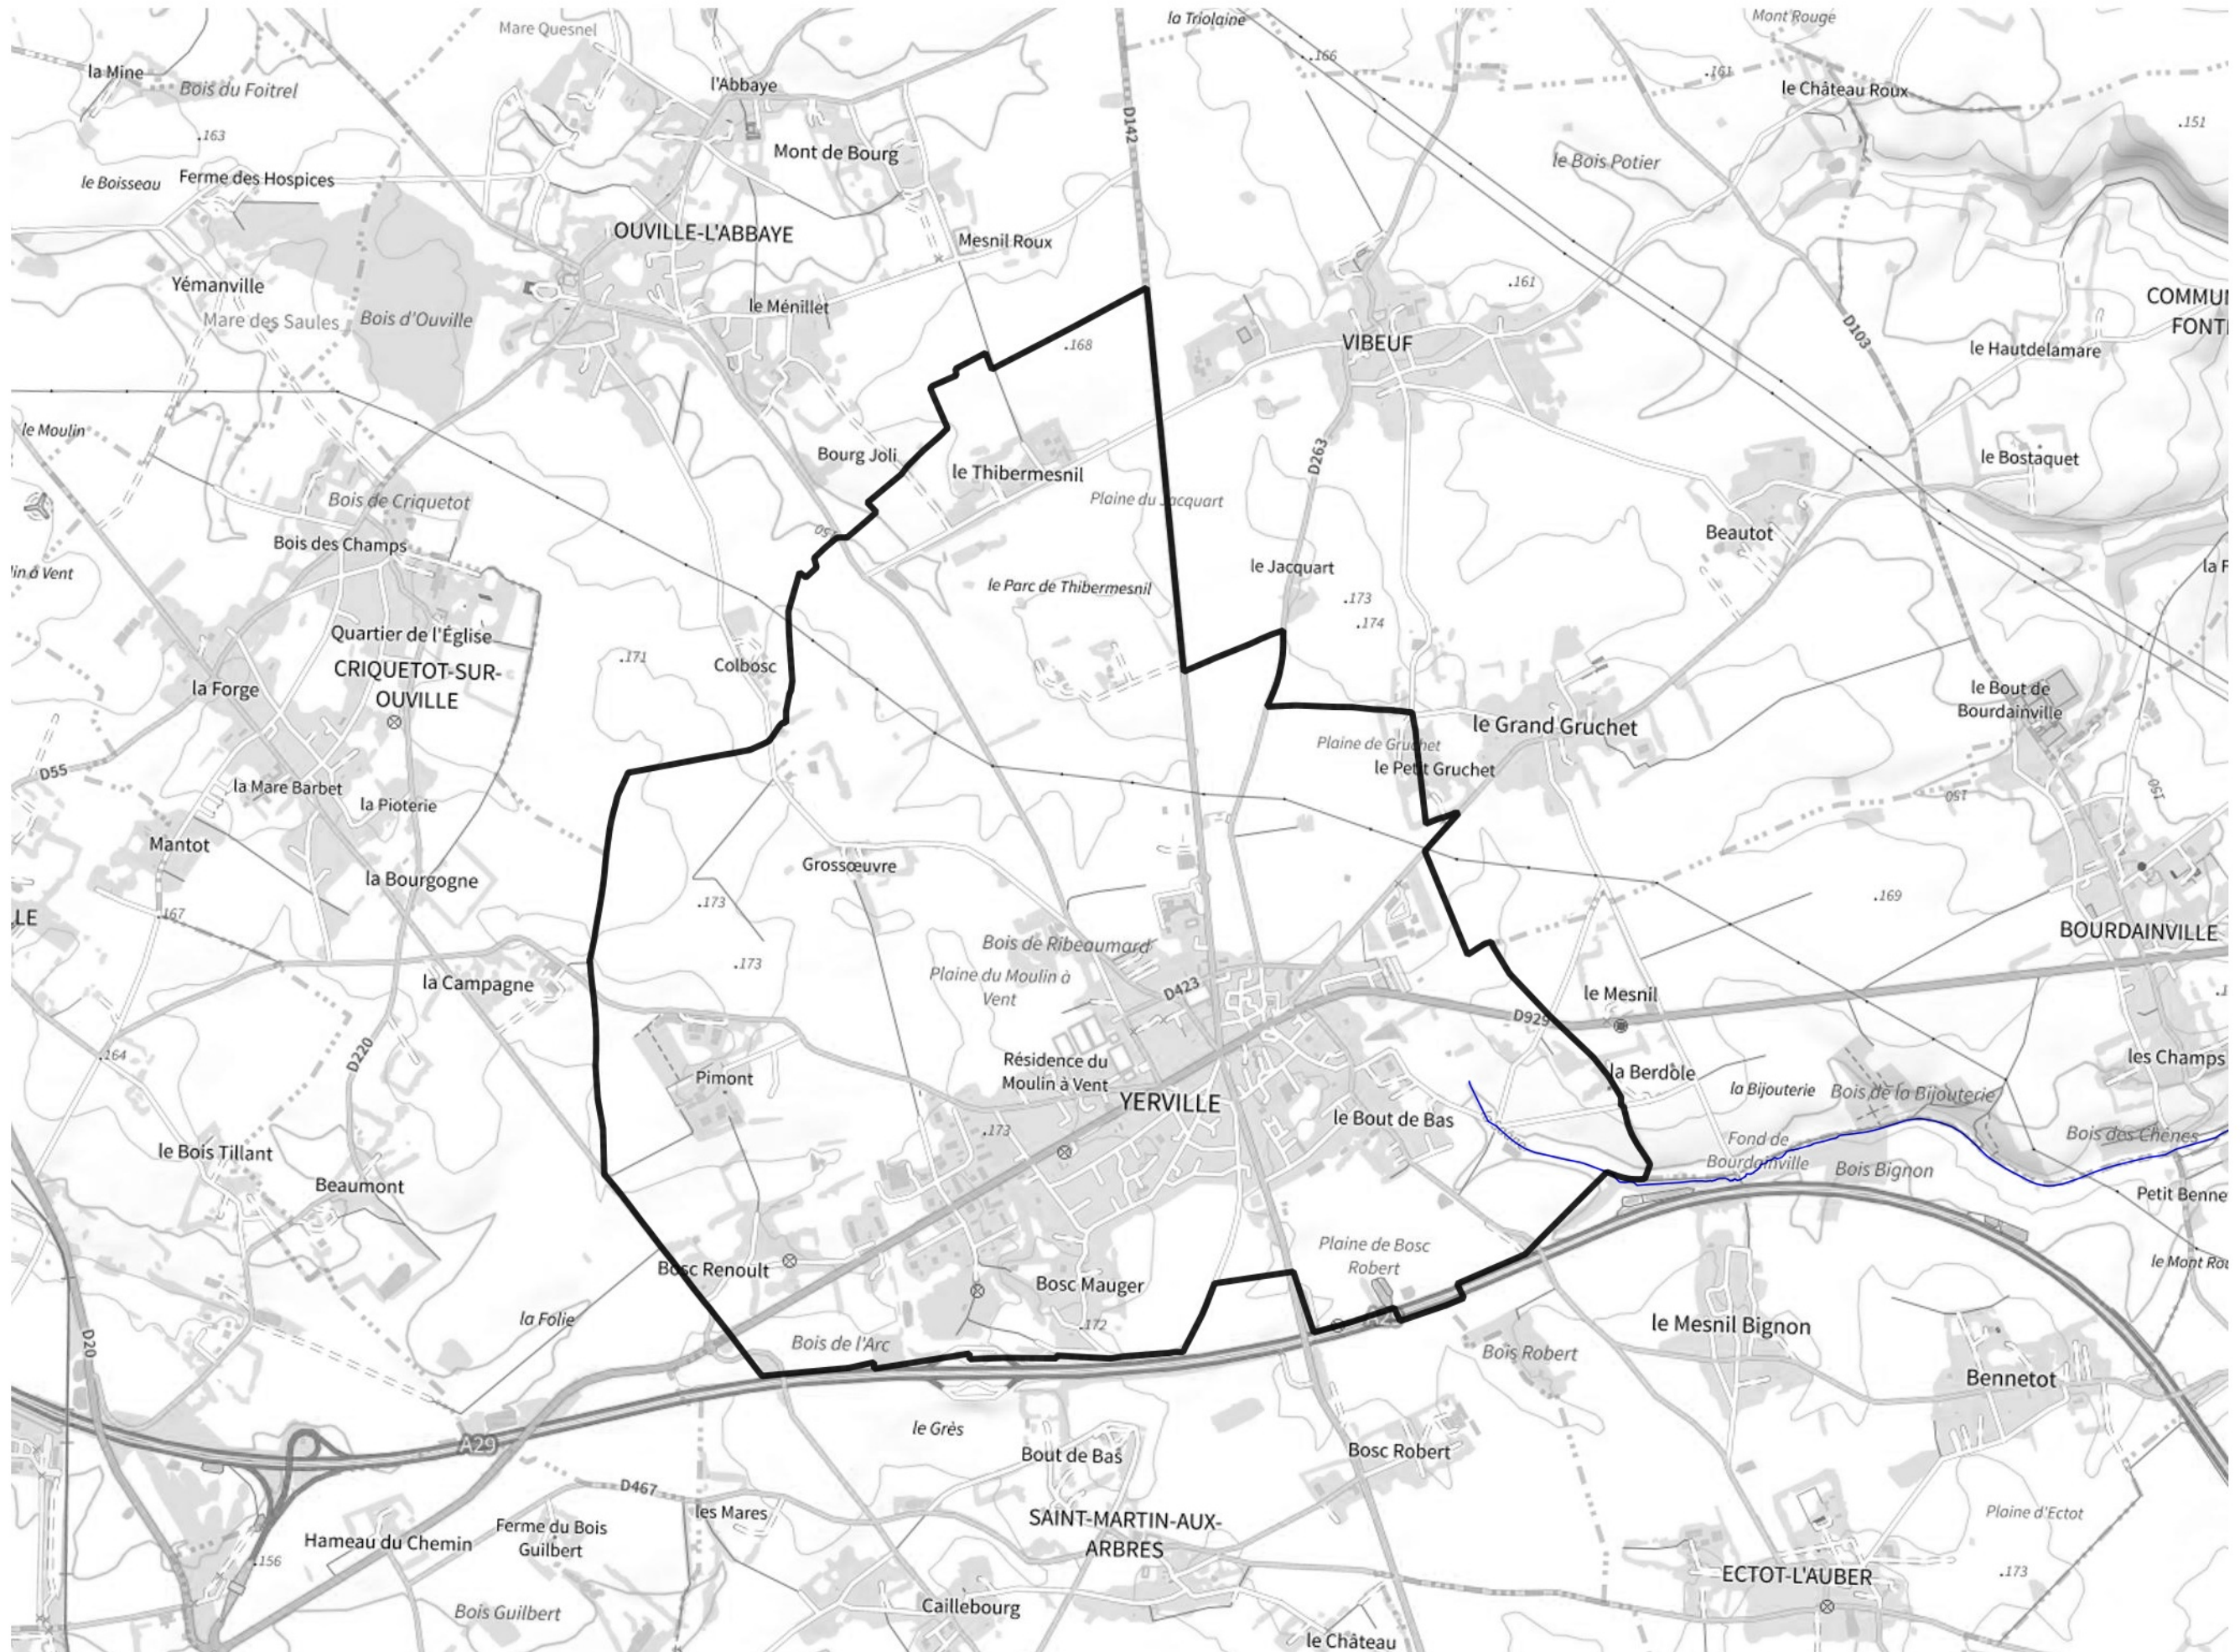 la Triolaine
Mont Rouge
Mare Quesnel
la Mine
Bois du Foitrel
l'Abbaye
.166
.161
le Château Roux
.163
D142
.151
Mont de Bourg
le Bois Potier
le Boisseau
Ferme des Hospices
OUVILLE-L'ABBAYE
Mesnil Roux
Yémanville
.161
COMMU
FONT
le Ménillet
Mare des Saules
Bois d'Ouville
D103
VIBEUF
.168
le Hautdelamare
le Moulin
Bourg Joli
D263
le Bostaquet
le Thibermesnil
Bois de Criquetot
Plaine du Jacquart
Beautot
Bois des Champs
150
lin à Vent
le Jacquart
la F
le Parc de Thibermesnil
.173
.174
Quartier de l'Église
.171
Colbosc
CRIQUETOT-SUR-
OUVILLE
la Forge
le Bout de
Bourdainville
le Grand Gruchet
Plaine de Gruchet
le Petit Gruchet
D55
la Mare Barbet
la Pioterie
150
150
Mantot
Grossœuvre
la Bourgogne
.173
.169
.167
LLE
BOURDAINVILLE
Bois de Ribeaumard
.173
Plaine du Moulin à
Vent
la Campagne
D423
le Mesnil
D929
.164
D220
Résidence du
Moulin à Vent
les Champs
Pimont
la Berdole
la Bijouterie
Bois de la Bijouterie
YERVILLE
le Bout de Bas
.173
Fond de
Bourdainville
Bois des Chênes
le Bois Tillant
Bois Bignon
Beaumont
Petit Benne
Plaine de Bosc
Robert
le Mont Rou
Bosc Renoult
Bosc Mauger
la Folie
.172
A29
le Mesnil Bignon
D20
Bois de l'Arc
Bois Robert
Bennetot
le Grès
A29
Bout de Bas
Bosc Robert
D467
les Mares
SAINT-MARTIN-AUX-
ARBRES
Plaine d'Ectot
Ferme du Bois
Guilbert
Hameau du Chemin
.156
ECTOT-L'AUBER
.173
Caillebourg
Bois Guilbert
le Château